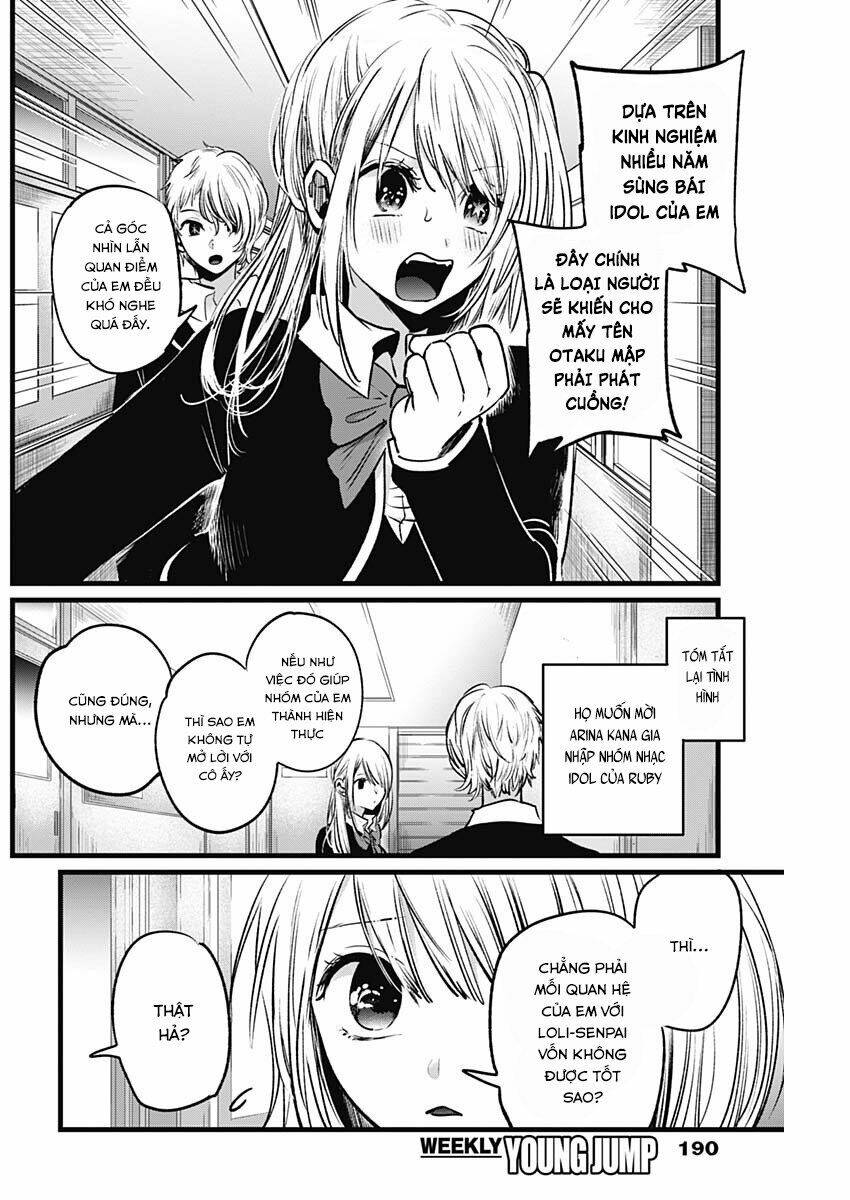 DỰA TRÊN
KINH NGHIỆM
NHIỀU NĂM
SÙNG BÁI
IDOL CỦA EM
ĐÂY CHÍNH
LÀ LOẠI NGƯỜI
SẼ KHIẾN CHO
MẤY TÊN
OTAKU MẬP
PHẢI PHÁT
CUỒNG!
CẢ GÓC
NHÌN LẪN
QUAN ĐIỂM
CỦA EM ĐỀU
KHÓ NGHE
QUÁ ĐẤY.
TÓM TẮT
LẠI TÌNH
HÌNH
HỌ MUỐN MỜI
ARINA KANA GIA
NHẬP NHÓM NHẠC
IDOL CỦA RUBY
NẾU NHƯ
VIỆC ĐÓ GIÚP
NHÓM CỦA EM
THÀNH HIỆN
THỰC
THÌ SAO EM
KHÔNG TỰ
MỞ LỜI VỚI
CÔ ẤY?
CŨNG ĐÚNG,
NHƯNG MÀ...
THÌ...
CHẲNG PHẢI
MỐI QUAN HỆ
CỦA EM VỚI
LOLI-SENPAI
VỐN KHÔNG
ĐƯỢC TỐT
SAO?
THẬT
HẢ?
WEEKLY YOUNG JUMP 190